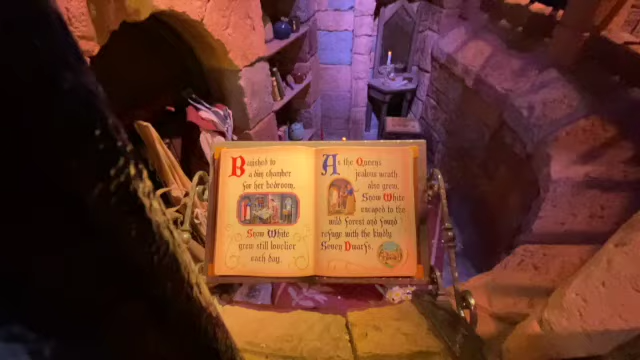 Banished to
a dim chamber
for her bedroom,
Snow White
grew still lovelier
each day.
As the Queen's
jealous wrath
also grew,
Snow White
escaped to the
wild forest and found
refuge with the kindly
Seven Dwarfs.